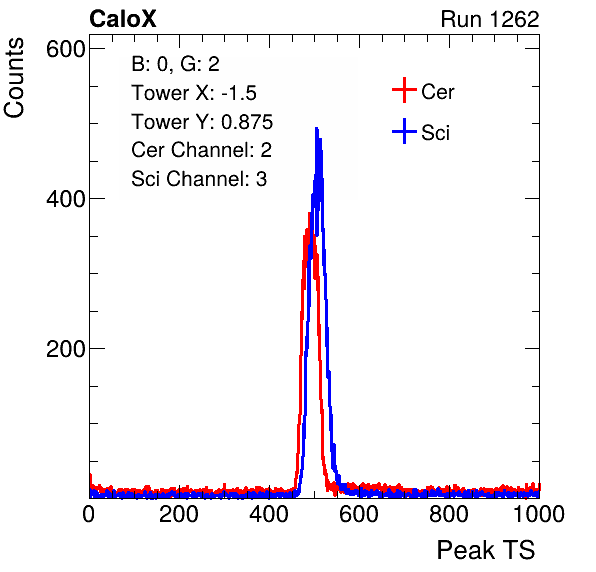 CaloX Run 1262
Counts
600
400
200
B: 0, G: 2
Tower X: -1.5
Tower Y: 0.875
Cer Channel: 2
Sci Channel: 3
Cer
Sci
0 200 400 600 800 1000
Peak TS